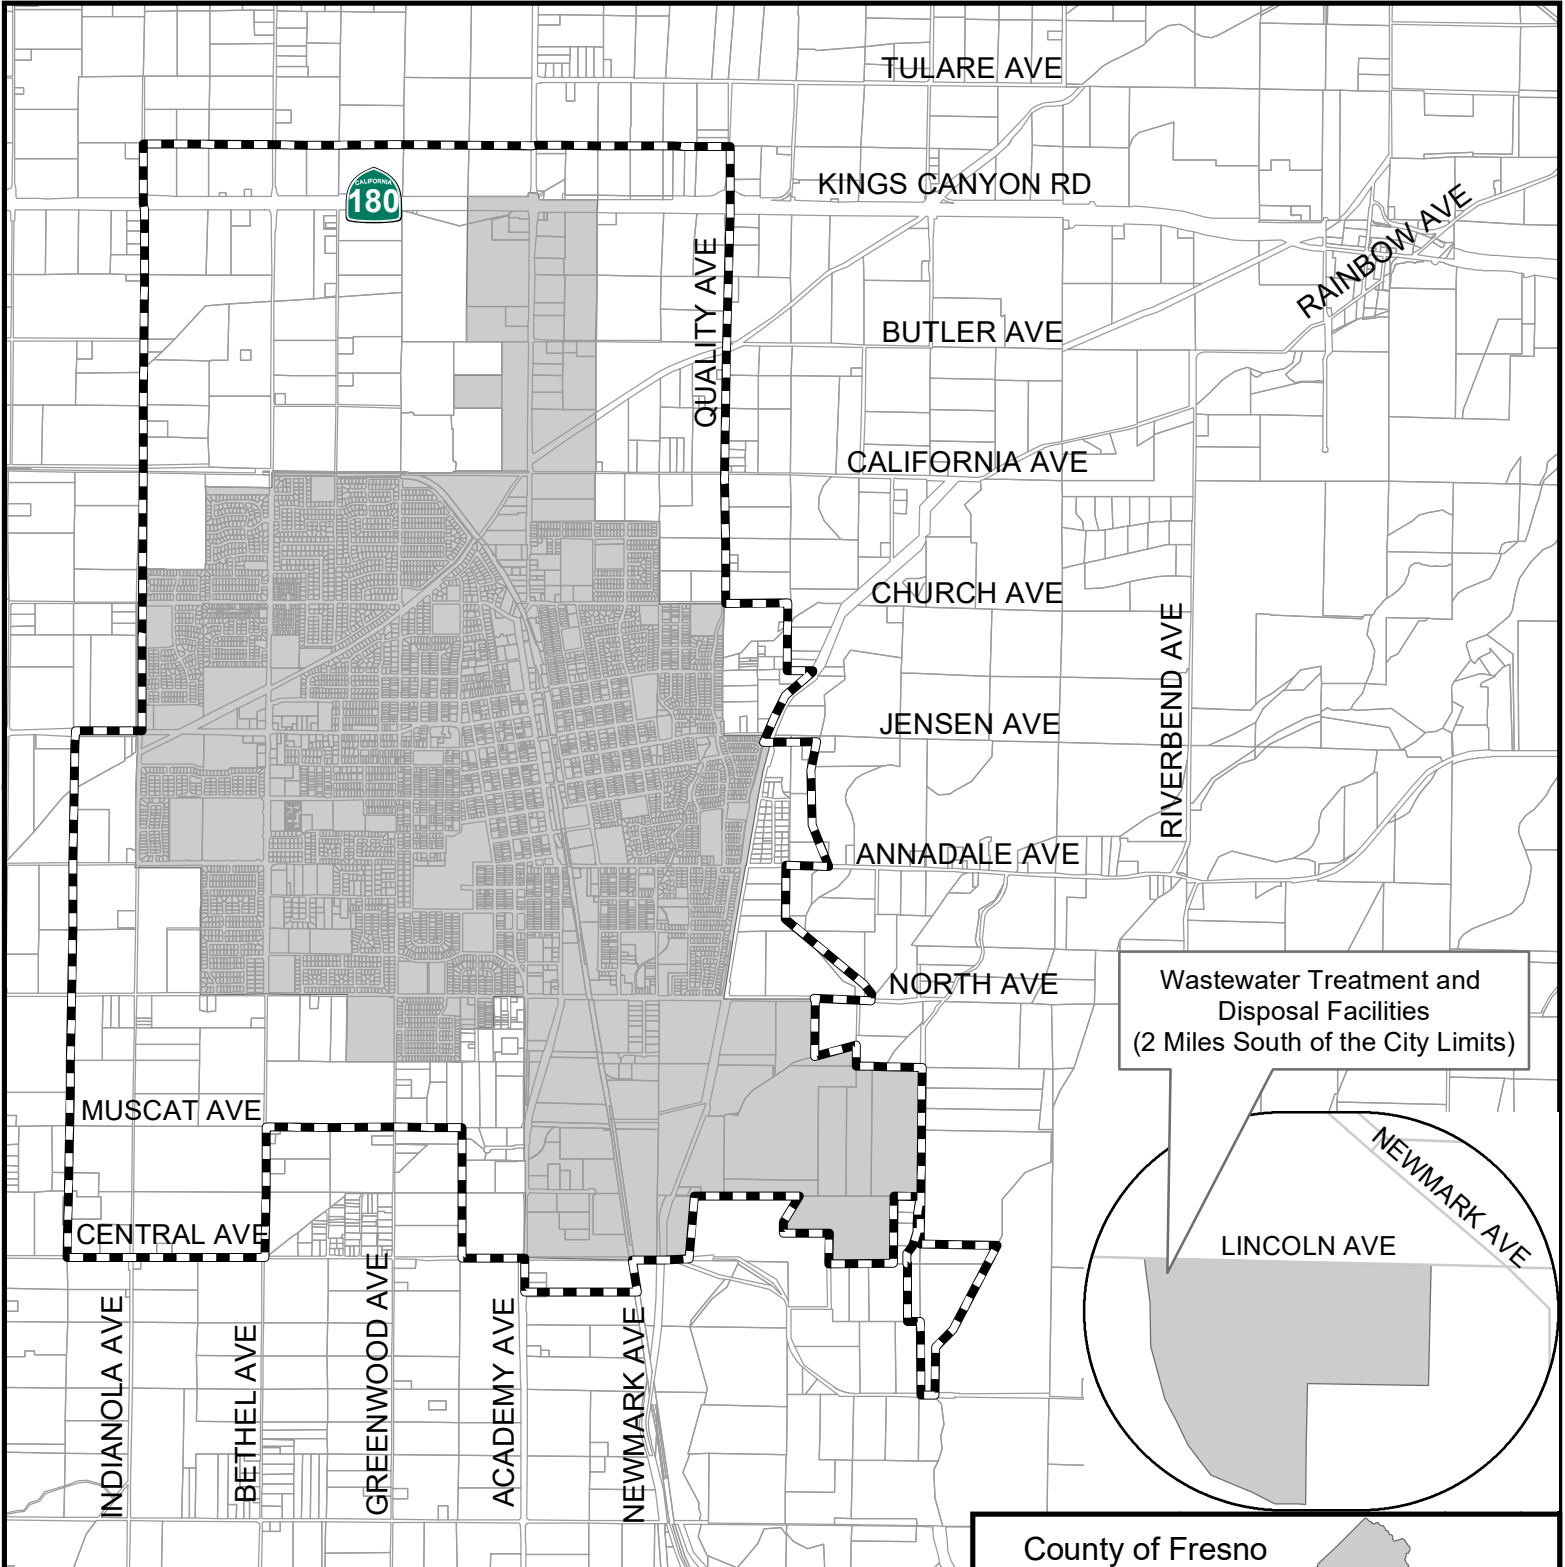 TULARE AVE
CALIFORNIA
180
KINGS CANYON RD
RAINBOW AVE
QUALITY AVE
BUTLER AVE
CALIFORNIA AVE
CHURCH AVE
RIVERBEND AVE
JENSEN AVE
ANNADALE AVE
NORTH AVE
Wastewater Treatment and
Disposal Facilities
(2 Miles South of the City Limits)
MUSCAT AVE
NEWMARK AVE
CENTRAL AVE
LINCOLN AVE
INDIANOLA AVE
BETHEL AVE
GREENWOOD AVE
ACADEMY AVE
NEWMARK AVE
County of Fresno